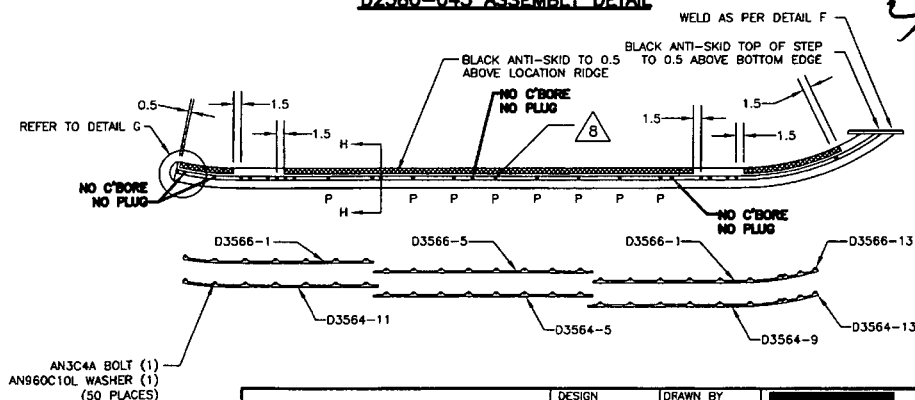 D2580-045 ASSEMBLY DETAIL
WELD AS PER DETAIL F
BLACK ANTI-SKID TO 0.5
ABOVE LOCATION RIDGE
BLACK ANTI-SKID TOP OF STEP
TO 0.5 ABOVE BOTTOM EDGE
NO C'BORE
NO PLUG
0.5
1.5
1.5
1.5
1.5
1.5
REFER TO DETAIL G
H
8
NO C'BORE
NO PLUG
P
H
P
P
P
P
P
P
P
NO C'BORE
NO PLUG
D3566-1
D3566-5
D3566-1
D3566-13
D3564-11
D3564-5
D3564-9
D3564-13
AN3C4A BOLT (1)
AN960C10L WASHER (1)
(50 PLACES)
DESIGN
DRAWN BY